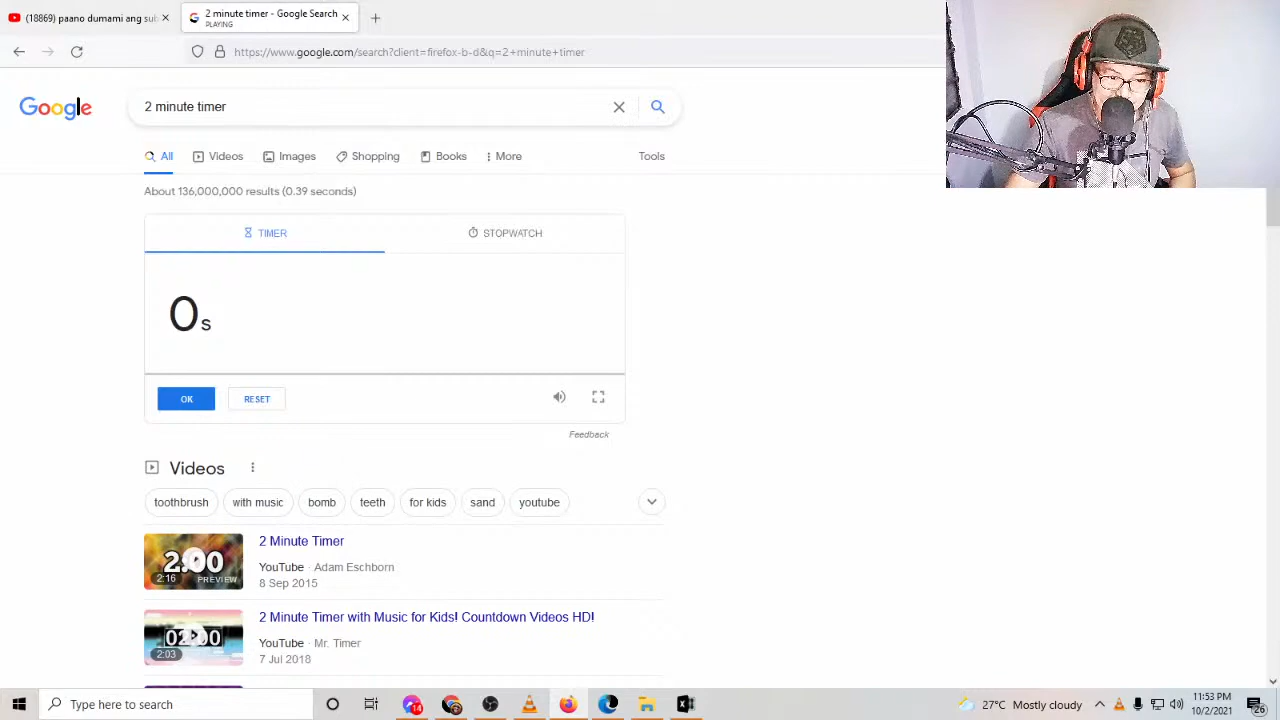 (18869) paano dumami ang sub
2 minute timer - Google Search
PLAYING
https://www.google.com/search?client=firefox-b-d&q=2+minute+timer
Google
2 minute timer
All
Videos
Images
Shopping
Books
More
Tools
About 136,000,000 results (0.39 seconds)
TIMER
STOPWATCH
0s
OK
RESET
Feedback
Videos
toothbrush
with music
bomb
teeth
for kids
sand
youtube
2:00
2:16
PREVIEW
2 Minute Timer
YouTube · Adam Eschborn
8 Sep 2015
02:00
2:03
2 Minute Timer with Music for Kids! Countdown Videos HD!
YouTube · Mr. Timer
7 Jul 2018
Type here to search
14
27°C Mostly cloudy
11:53 PM
10/2/2021
26